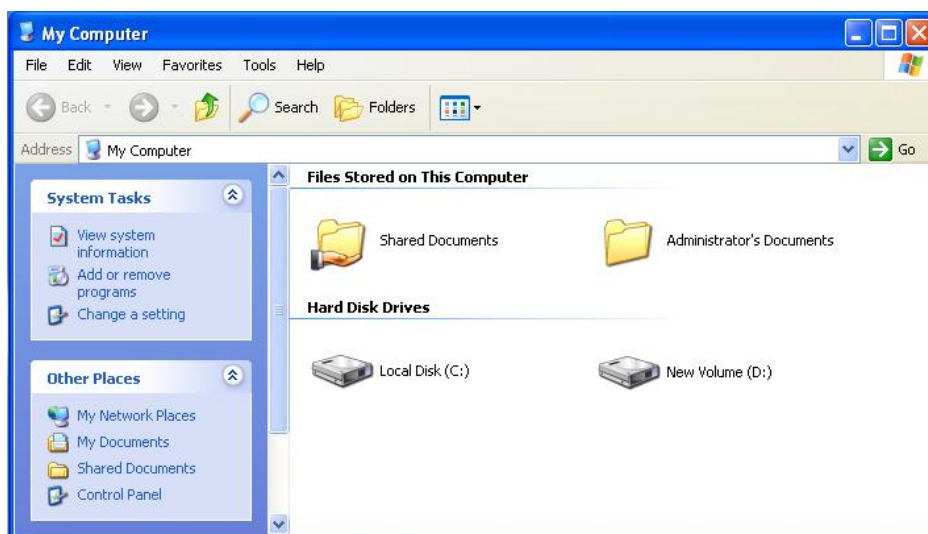 My Computer
File Edit View Favorites Tools Help
Back Search Folders
Address My Computer Go
System Tasks
View system
information
Add or remove
programs
Change a setting
Other Places
My Network Places
My Documents
Shared Documents
Control Panel
Files Stored on This Computer
Shared Documents Administrator's Documents
Hard Disk Drives
Local Disk (C:) New Volume (D:)